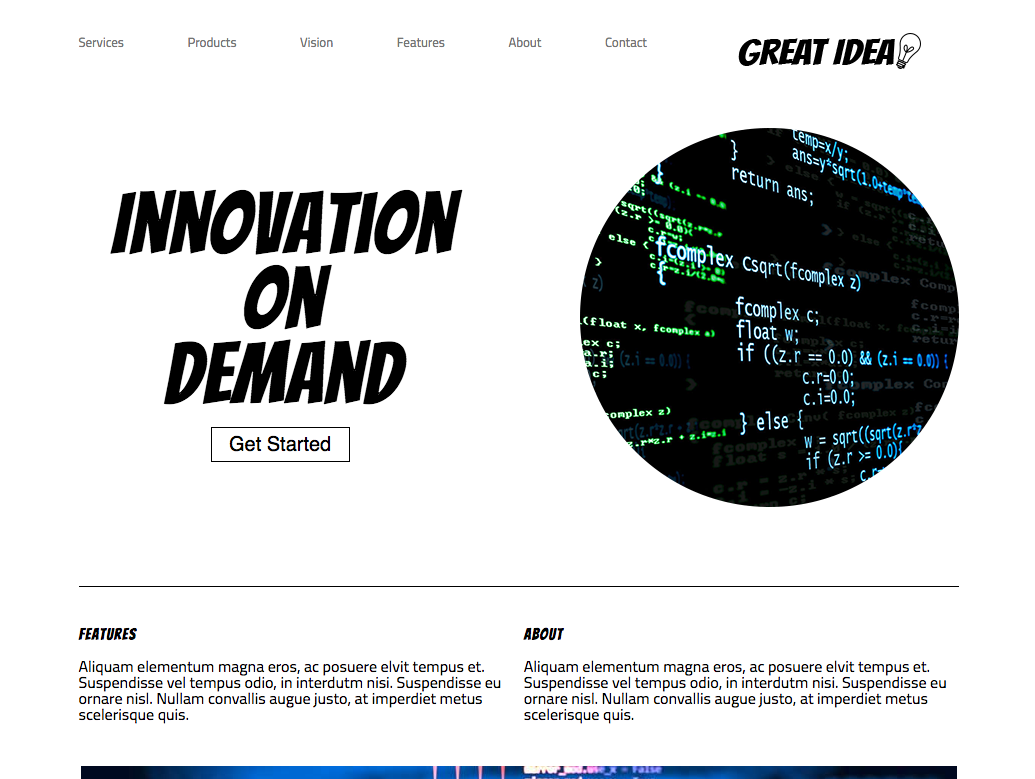 Services Products Vision Features About Contact
GREAT IDEA
INNOVATION
ON
DEMAND
Get Started
temp=x/y;
ans=y*sqrt(1.0+temp*temp
}
return ans;
}
else {
fcomplex Csqrt(fcomplex z)
{
fcomplex c;
float w;
if ((z.r == 0.0) && (z.i == 0.0)) {
c.r=0.0;
c.i=0.0;
} else {
w = sqrt((sqrt(z.r*z
if (z.r >= 0.0){
(float x, fcomplex a)
complex z)
z.r*z.r + z.i*z.i
FEATURES
Aliquam elementum magna eros, ac posuere elvit tempus et.
Suspendisse vel tempus odio, in interdutm nisi. Suspendisse eu
ornare nisl. Nullam convallis augue justo, at imperdiet metus
scelerisque quis.
ABOUT
Aliquam elementum magna eros, ac posuere elvit tempus et.
Suspendisse vel tempus odio, in interdutm nisi. Suspendisse eu
ornare nisl. Nullam convallis augue justo, at imperdiet metus
scelerisque quis.